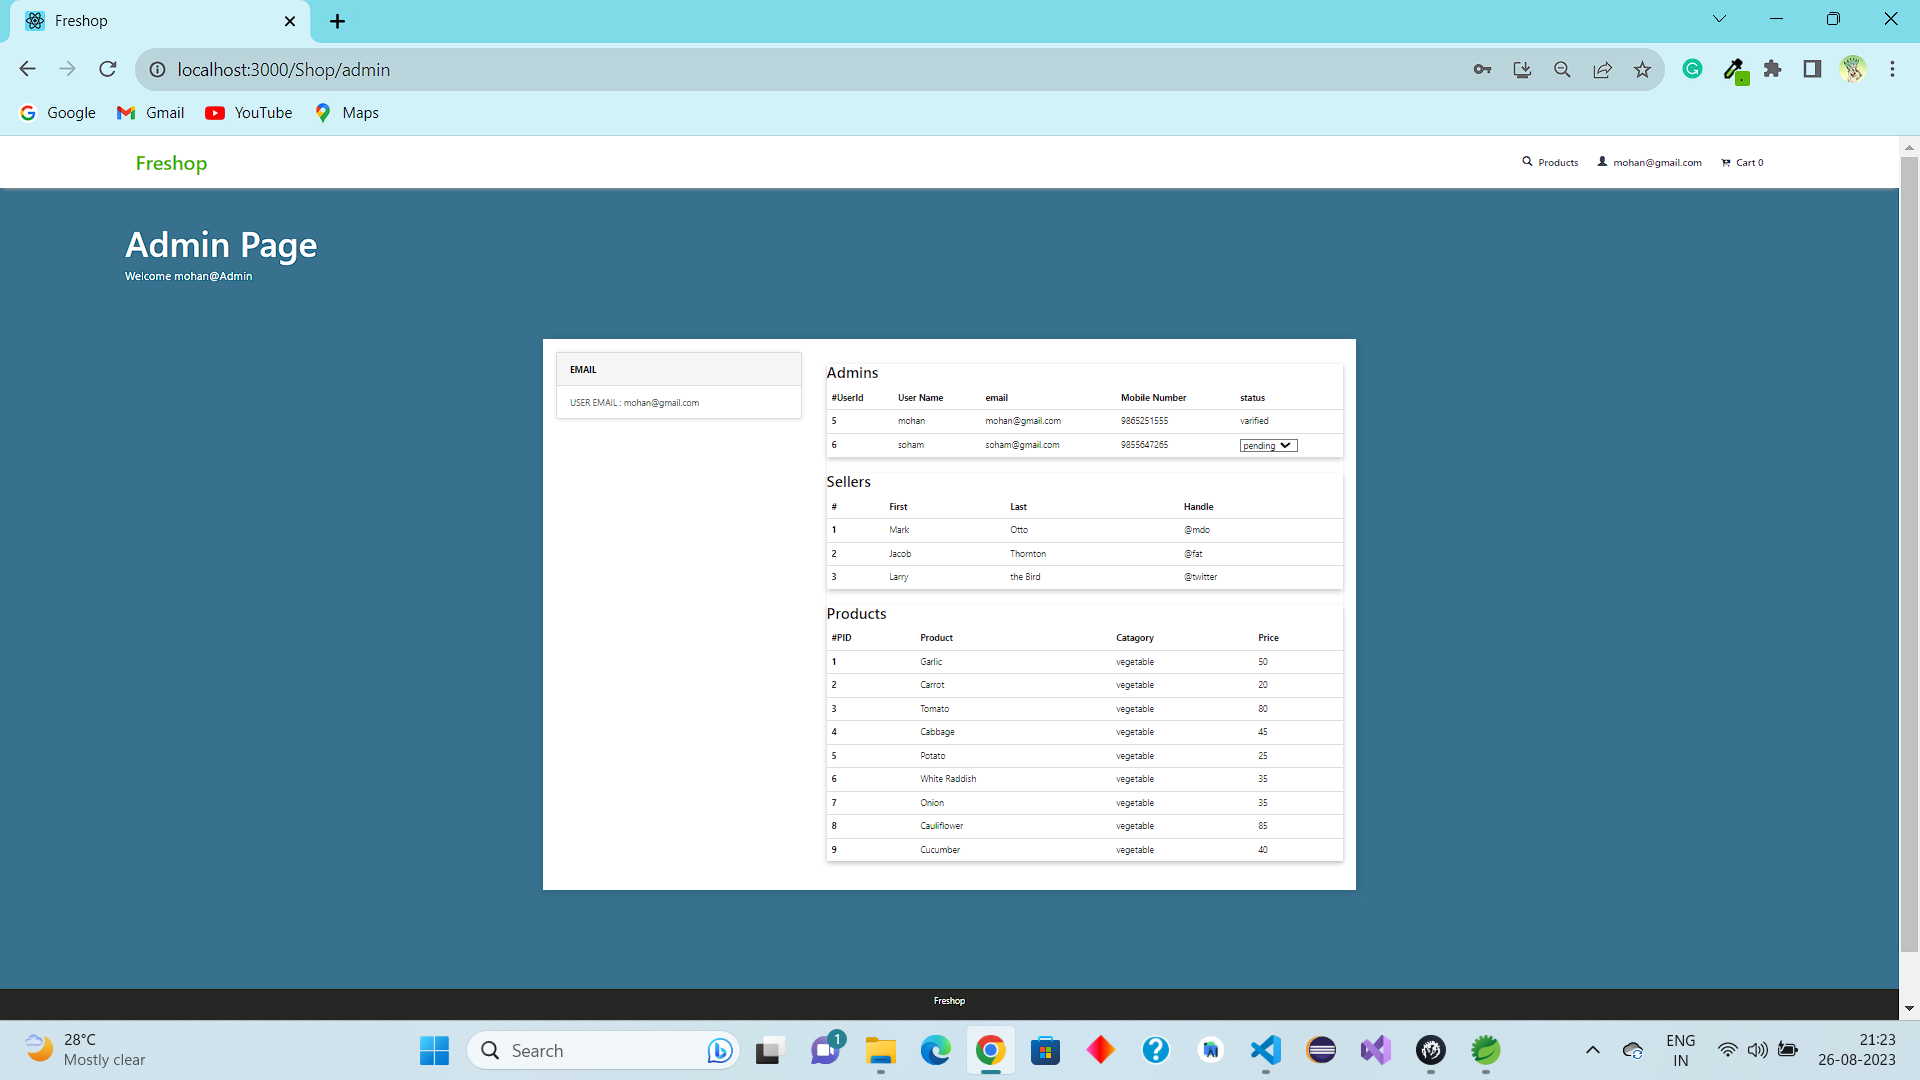 Freshop
localhost:3000/Shop/admin
Google Gmail YouTube Maps
Freshop
Products mohan@gmail.com Cart 0
Admin Page
Welcome mohan@Admin
EMAIL
USER EMAIL : mohan@gmail.com
Admins
#UserId User Name email Mobile Number status
5 mohan mohan@gmail.com 9865251555 varified
6 soham soham@gmail.com 9855647265 pending
Sellers
# First Last Handle
1 Mark Otto @mdo
2 Jacob Thornton @fat
3 Larry the Bird @twitter
Products
#PID Product Catagory Price
1 Garlic vegetable 50
2 Carrot vegetable 20
3 Tomato vegetable 80
4 Cabbage vegetable 45
5 Potato vegetable 25
6 White Raddish vegetable 35
7 Onion vegetable 35
8 Cauliflower vegetable 85
9 Cucumber vegetable 40
Freshop
28°C
Mostly clear
Search
1
ENG
IN
21:23
26-08-2023